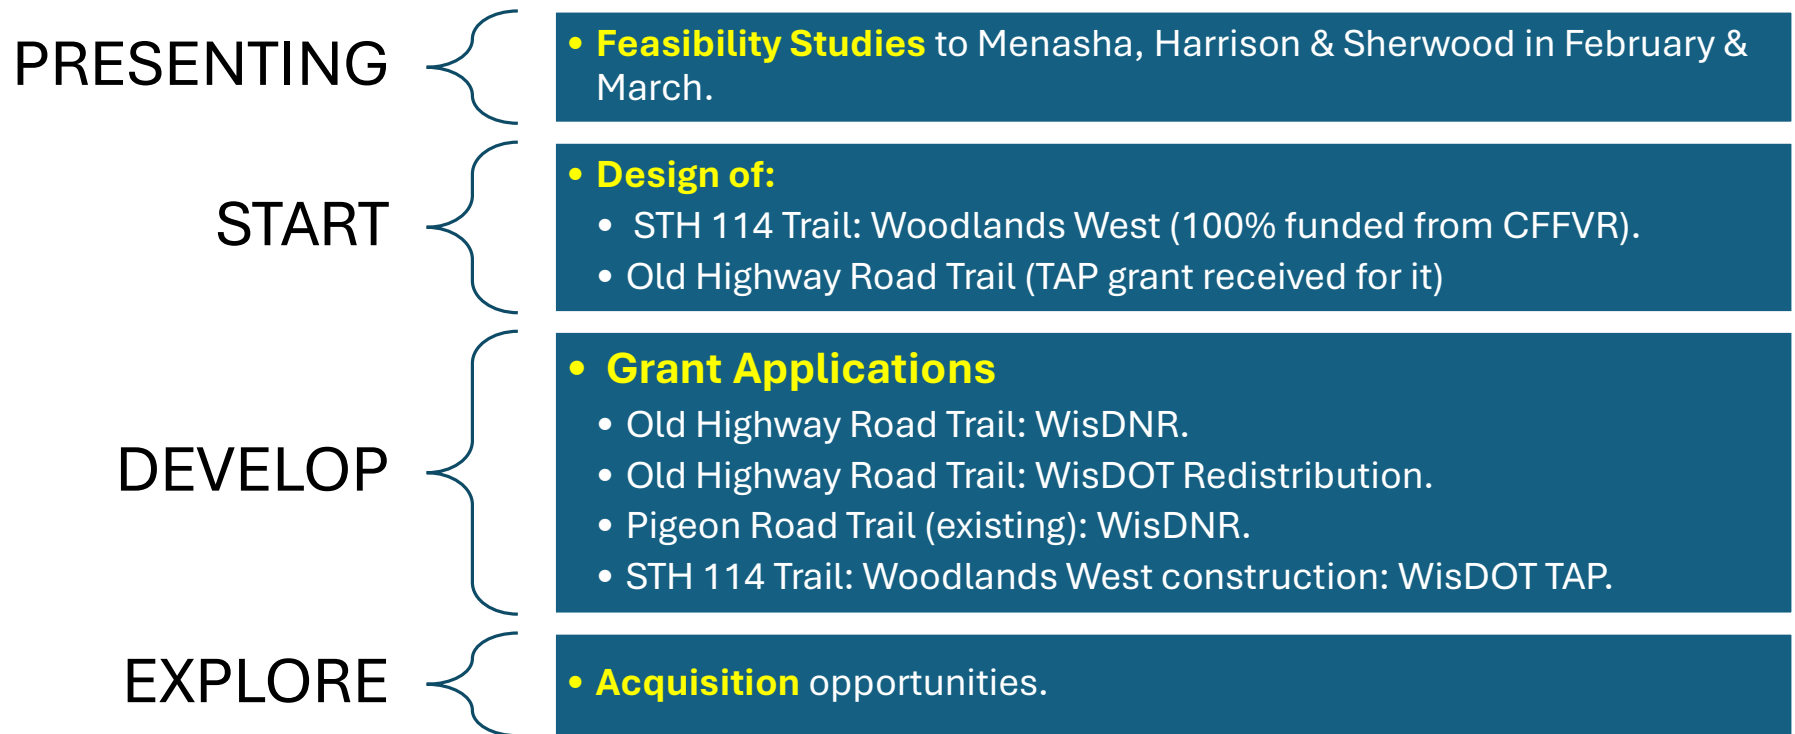 PRESENTING
• Feasibility Studies to Menasha, Harrison & Sherwood in February &
March.
START
• Design of:
• STH 114 Trail: Woodlands West (100% funded from CFFVR).
• Old Highway Road Trail (TAP grant received for it)
DEVELOP
• Grant Applications
• Old Highway Road Trail: WisDNR.
• Old Highway Road Trail: WisDOT Redistribution.
• Pigeon Road Trail (existing): WisDNR.
• STH 114 Trail: Woodlands West construction: WisDOT TAP.
EXPLORE
• Acquisition opportunities.